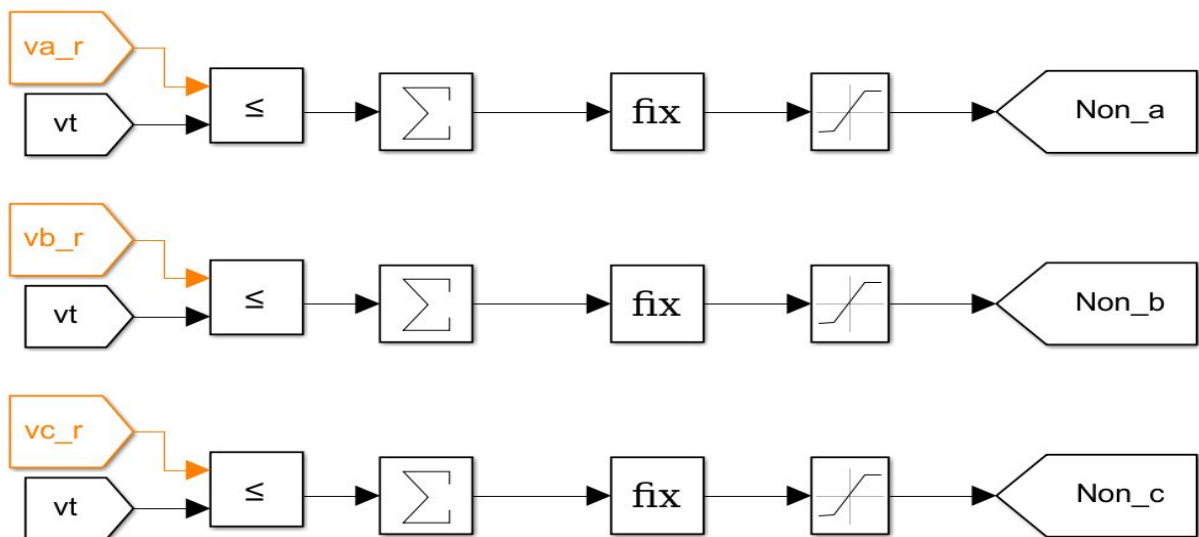 va_r
vt
≤
∑
fix
Non_a
vb_r
vt
≤
∑
fix
Non_b
vc_r
vt
≤
∑
fix
Non_c